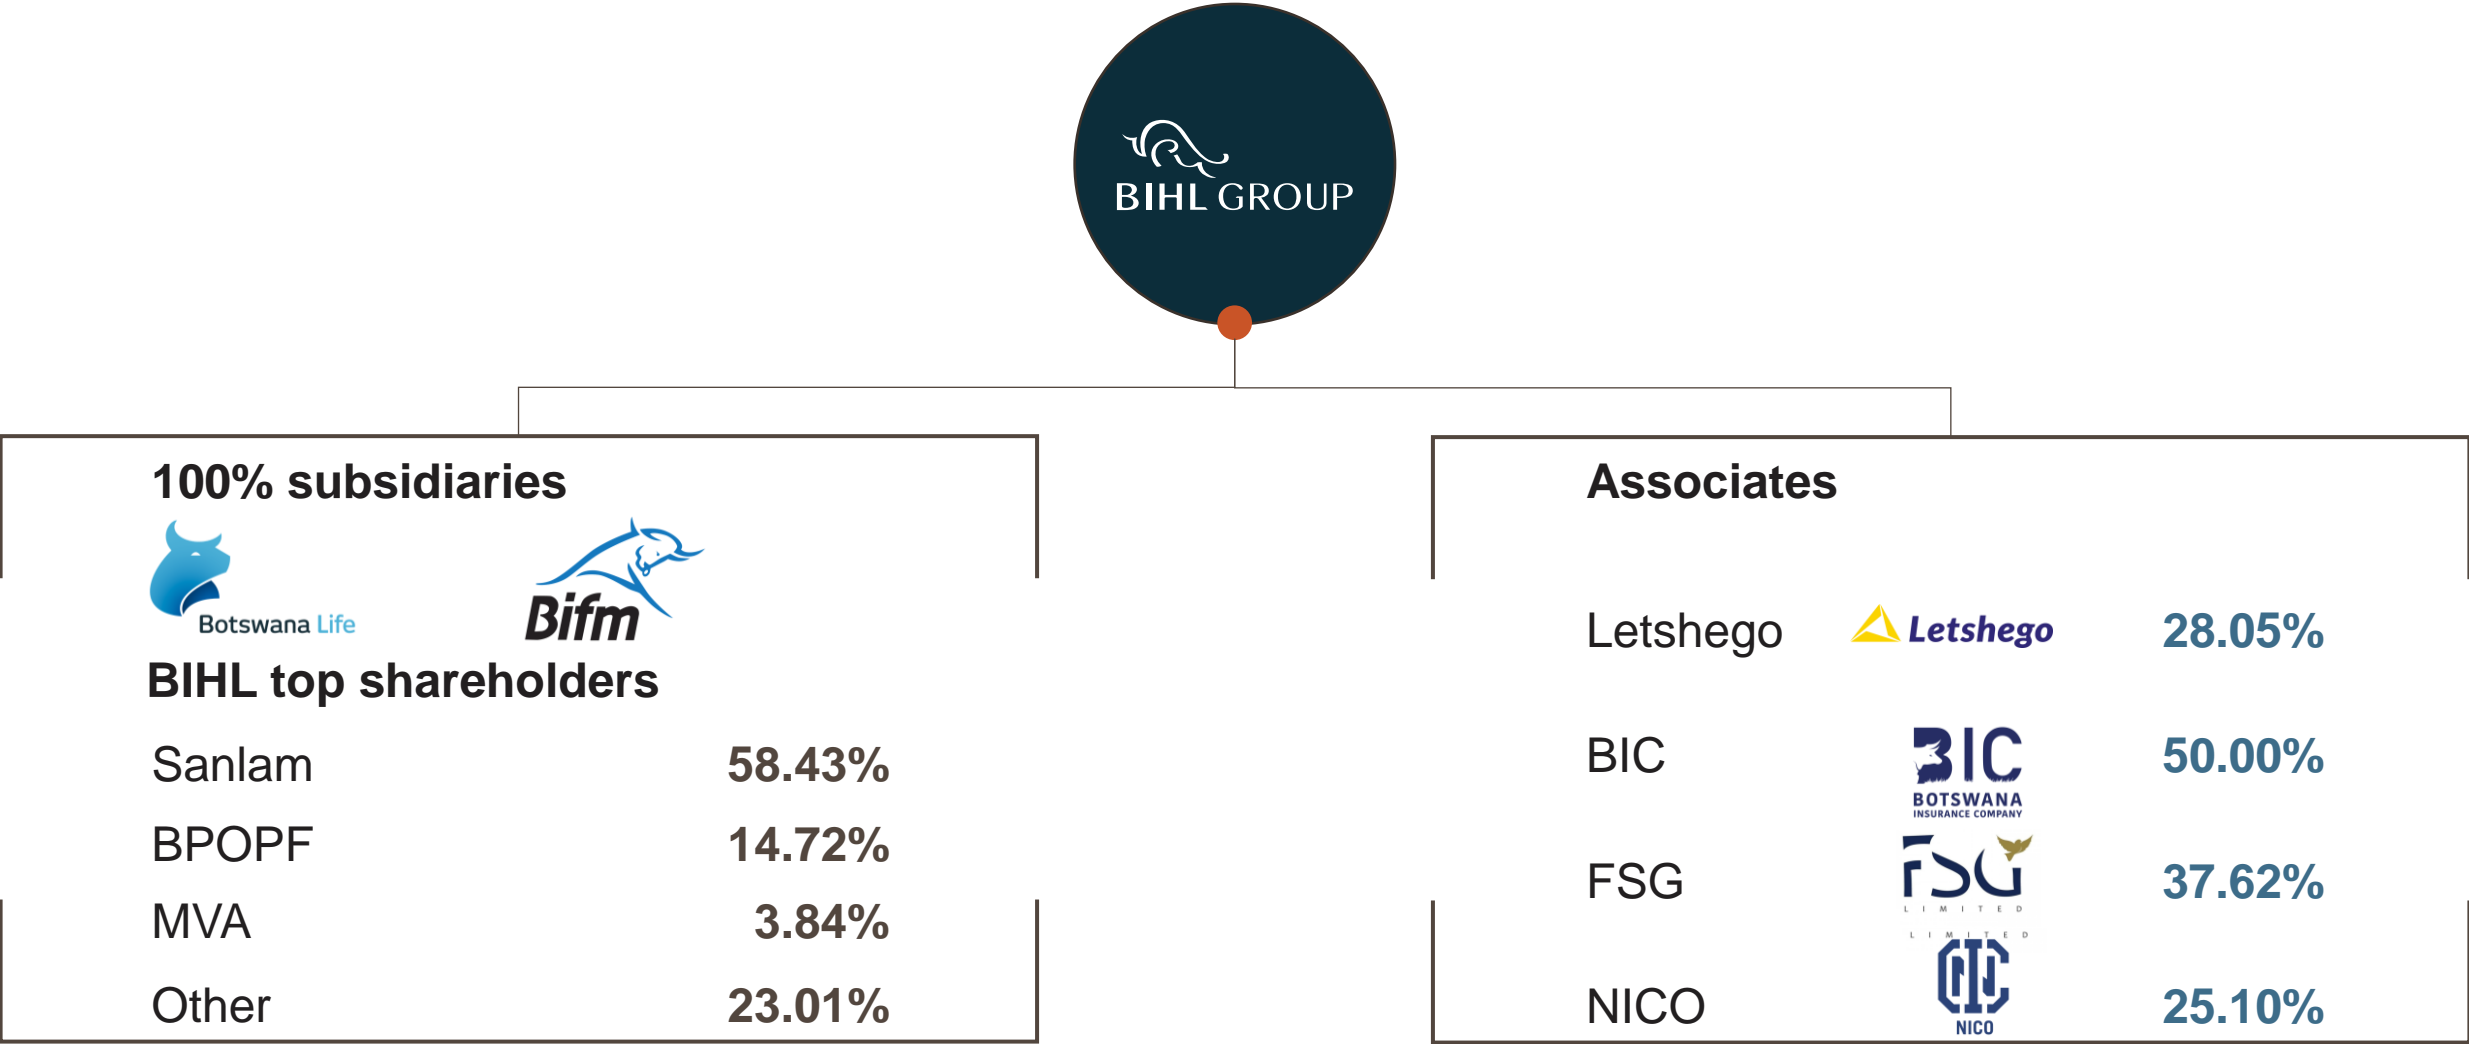 BIHL GROUP
100% subsidiaries
Botswana Life
Bifm
BIHL top shareholders
Sanlam 58.43%
BPOPF 14.72%
MVA 3.84%
Other 23.01%
Associates
Letshego Letshego 28.05%
BIC BIC 50.00%
BOTSWANA
INSURANCE COMPANY
FSG FSG 37.62%
LIMITED
LIMITED
NICO 25.10%
NICO